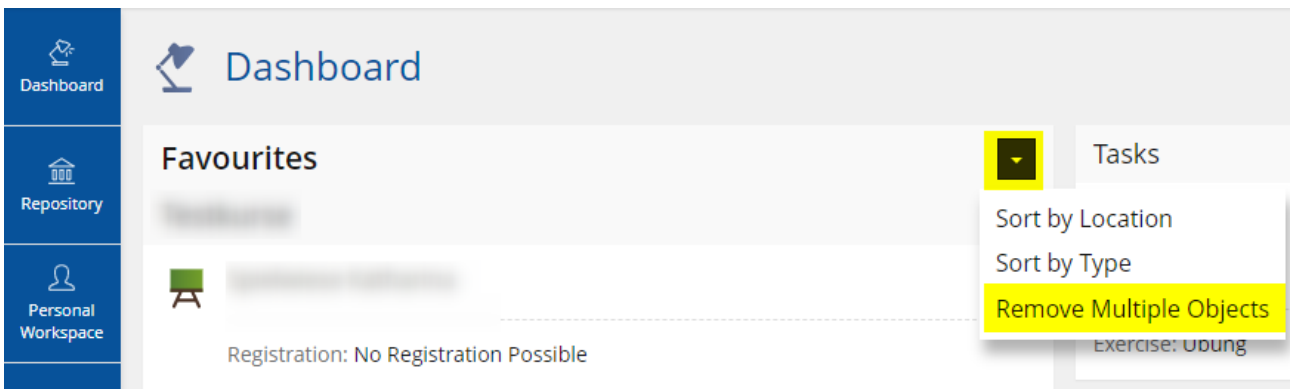 Dashboard
Repository
Personal
Workspace
Dashboard
Favourites
Registration: No Registration Possible
Tasks
Sort by Location
Sort by Type
Remove Multiple Objects
Exercise: Übung